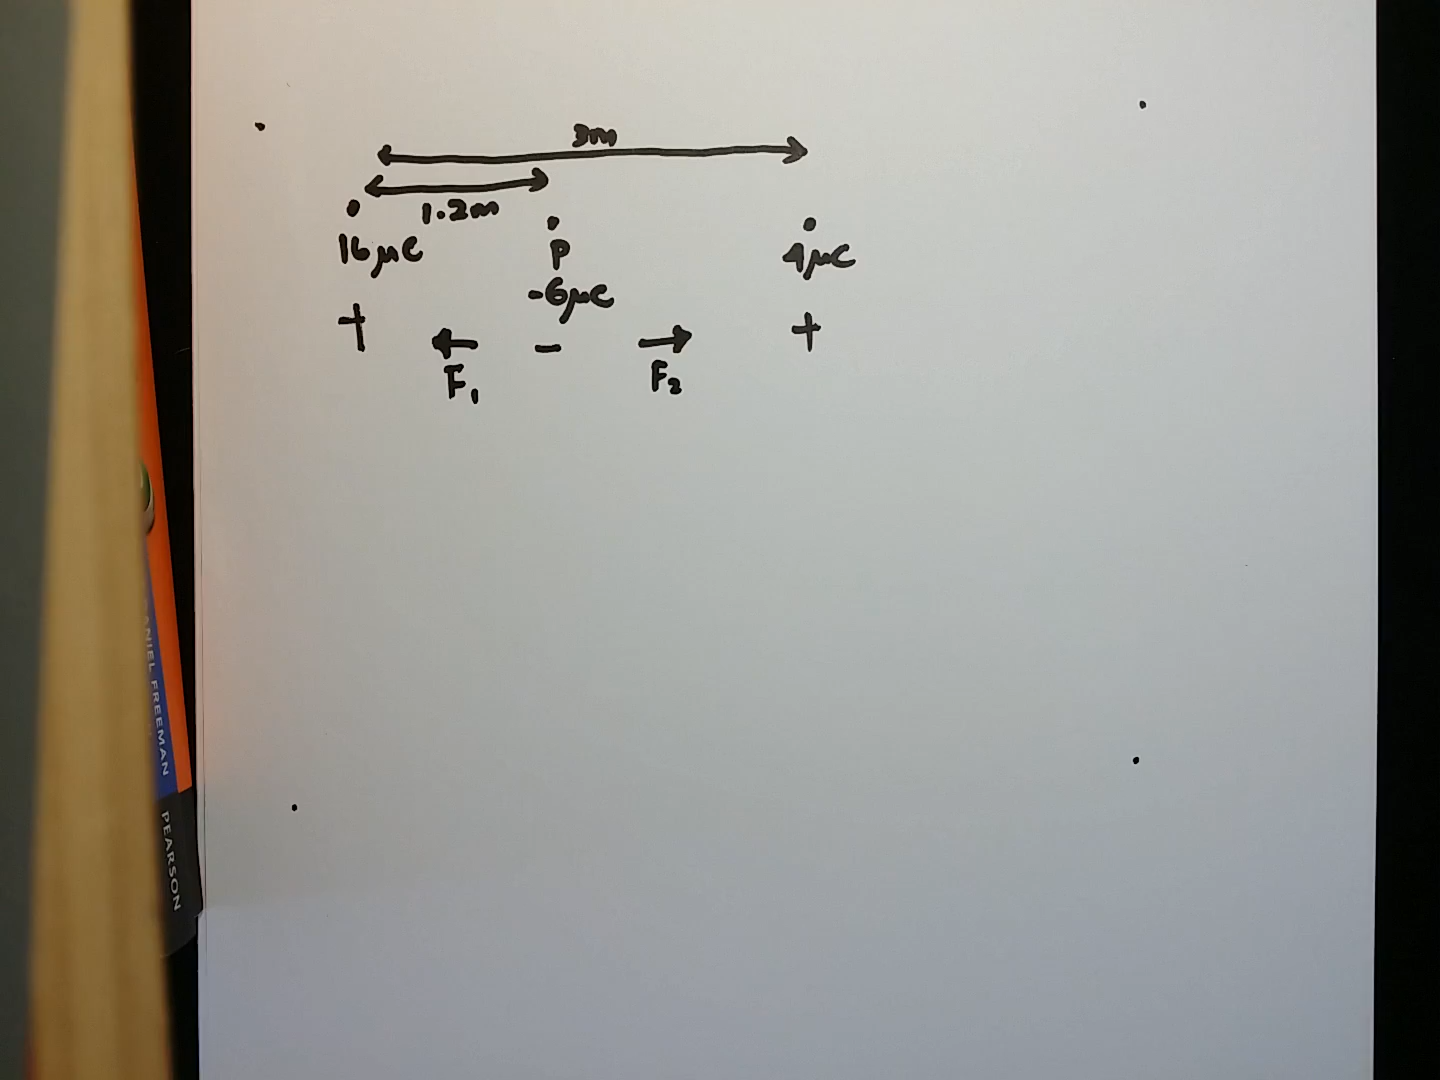 3m
1.2m
16μC
P
4μC
-6μC
+
-
+
F₁
F₂
DANIEL FREEMAN
PEARSON